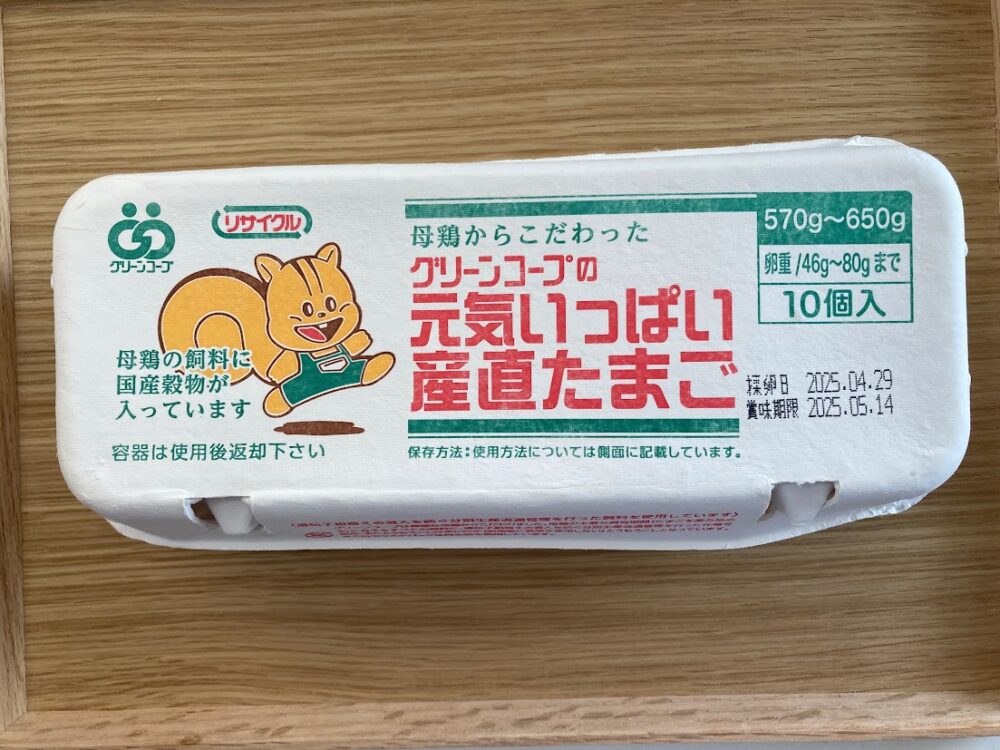 グリーンコープ
リサイクル
母鶏の飼料に
国産穀物が
入っています
容器は使用後返却下さい
母鶏からこだわった
グリーンコープの
元気いっぱい
産直たまご
保存方法：使用方法については側面に記載しています。
570g〜650g
卵重/46g〜80gまで
10個入
採卵日 2025.04.29
賞味期限 2025.05.14